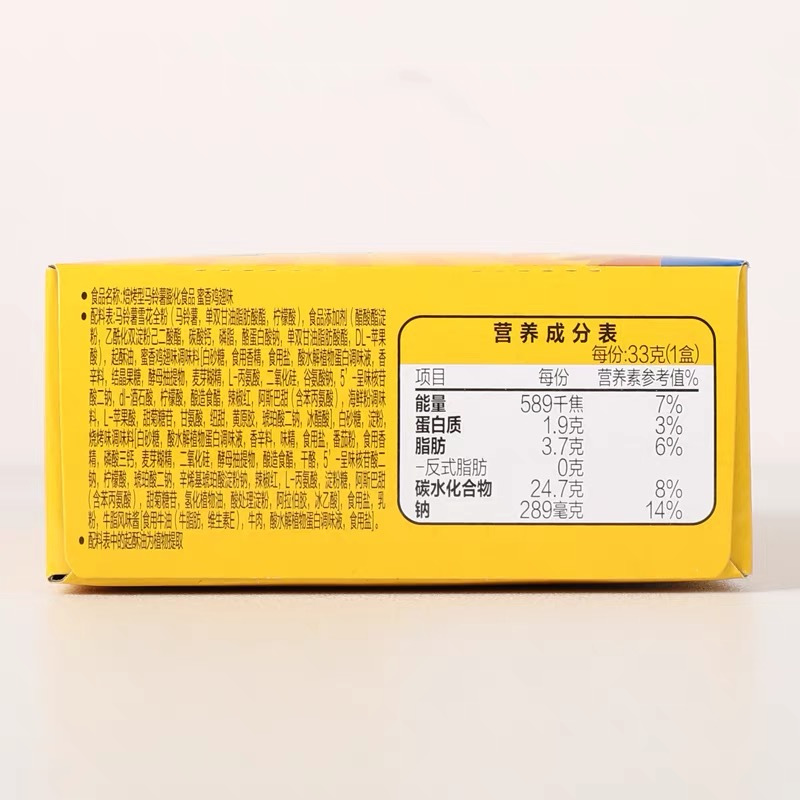 ●食品名称:焙烤型马铃薯膨化食品 蜜香鸡翅味
●配料表:马铃薯雪花全粉（马铃薯，单双甘油脂肪酸酯，柠檬酸），食品添加剂（醋酸酯淀
粉，乙酰化双淀粉己二酸酯，碳酸钙，磷脂，酪蛋白酸钠，单双甘油脂肪酸酯，DL-苹果
酸），起酥油，蜜香鸡翅味调味料[白砂糖，食用香精，食用盐，酸水解植物蛋白调味液，香
辛料，结晶果糖，酵母抽提物，麦芽糊精，L-丙氨酸，二氧化硅，谷氨酸钠，5′-呈味核苷
酸二钠，dl-酒石酸，柠檬酸，酿造食醋，辣椒红，阿斯巴甜（含苯丙氨酸），海鲜粉调味
料，L-苹果酸，甜菊糖苷，甘氨酸，纽甜，黄原胶，琥珀酸二钠，冰醋酸]，白砂糖，淀粉，
烧烤味调味料[白砂糖，酸水解植物蛋白调味液，香辛料，味精，食用盐，番茄粉，食用香
精，磷酸三钙，麦芽糊精，二氧化硅，酵母抽提物，酿造食醋，干酪，5′-呈味核苷酸二
钠，柠檬酸，琥珀酸二钠，辛烯基琥珀酸淀粉钠，辣椒红，L-丙氨酸，淀粉糖，阿斯巴甜
（含苯丙氨酸），甜菊糖苷，氢化植物油，酸处理淀粉，阿拉伯胶，冰乙酸]，食用盐，乳
粉，牛脂风味酱[食用牛油（牛脂肪，维生素E），牛肉，酸水解植物蛋白调味液，食用盐]。
●配料表中的起酥油为植物提取
营养成分表
每份:33克(1盒)
项目 每份 营养素参考值%
能量 589千焦 7%
蛋白质 1.9克 3%
脂肪 3.7克 6%
-反式脂肪 0克
碳水化合物 24.7克 8%
钠 289毫克 14%